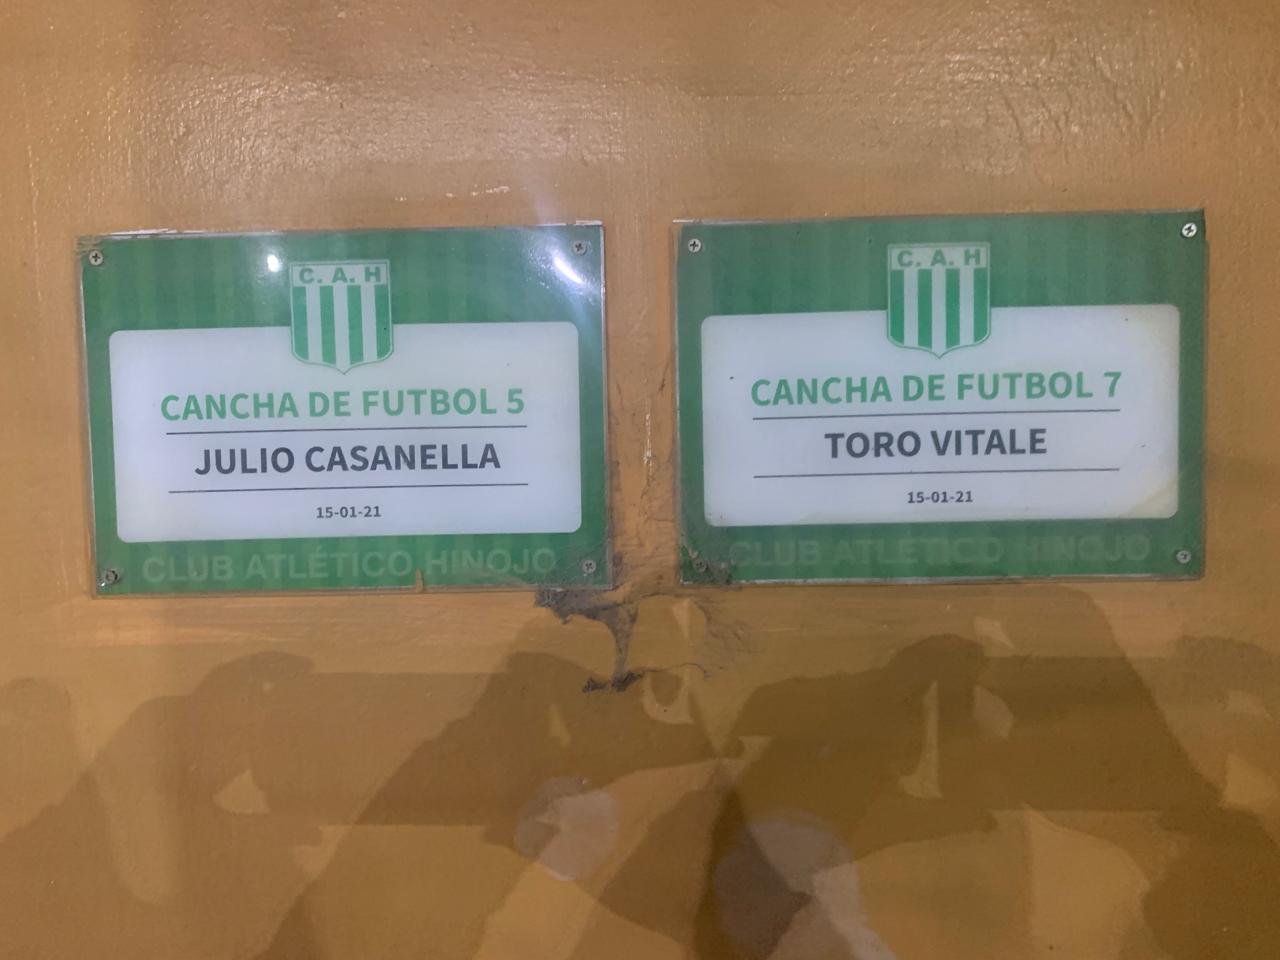 C. A. H
CANCHA DE FUTBOL 5
JULIO CASANELLA
15-01-21
CLUB ATLÉTICO HINOJO
C. A. H
CANCHA DE FUTBOL 7
TORO VITALE
15-01-21
CLUB ATLÉTICO HINOJO